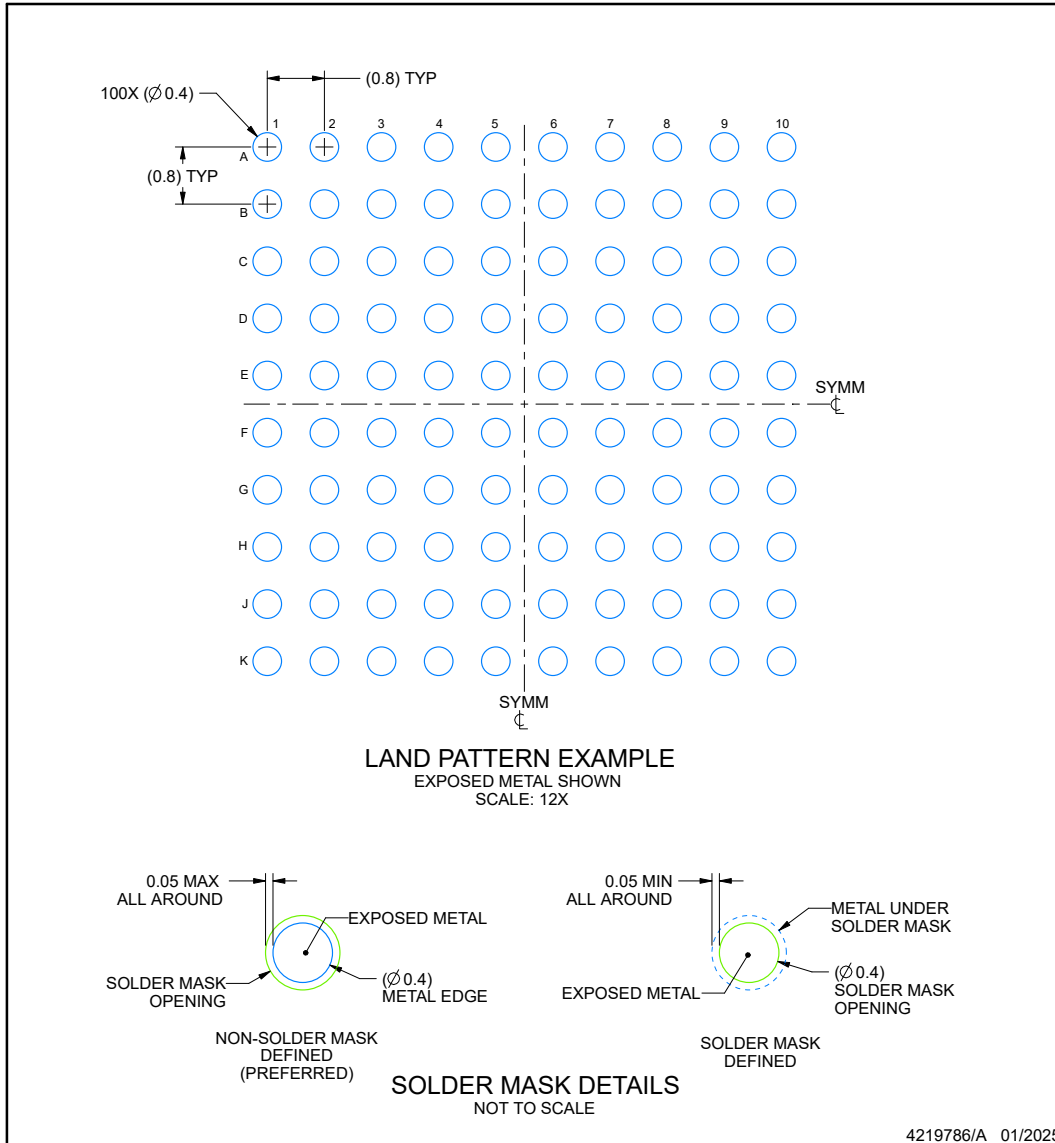 (0.8) TYP
100X (∅ 0.4)
1 2 3 4 5 6 7 8 9 10
A
(0.8) TYP
B
C
D
E
SYMM
F
G
H
J
K
SYMM
LAND PATTERN EXAMPLE
EXPOSED METAL SHOWN
SCALE: 12X
0.05 MAX
ALL AROUND
EXPOSED METAL
SOLDER MASK
OPENING
(∅ 0.4)
METAL EDGE
NON-SOLDER MASK
DEFINED
(PREFERRED)
0.05 MIN
ALL AROUND
METAL UNDER
SOLDER MASK
EXPOSED METAL
(∅ 0.4)
SOLDER MASK
OPENING
SOLDER MASK
DEFINED
SOLDER MASK DETAILS
NOT TO SCALE
4219786/A 01/2025